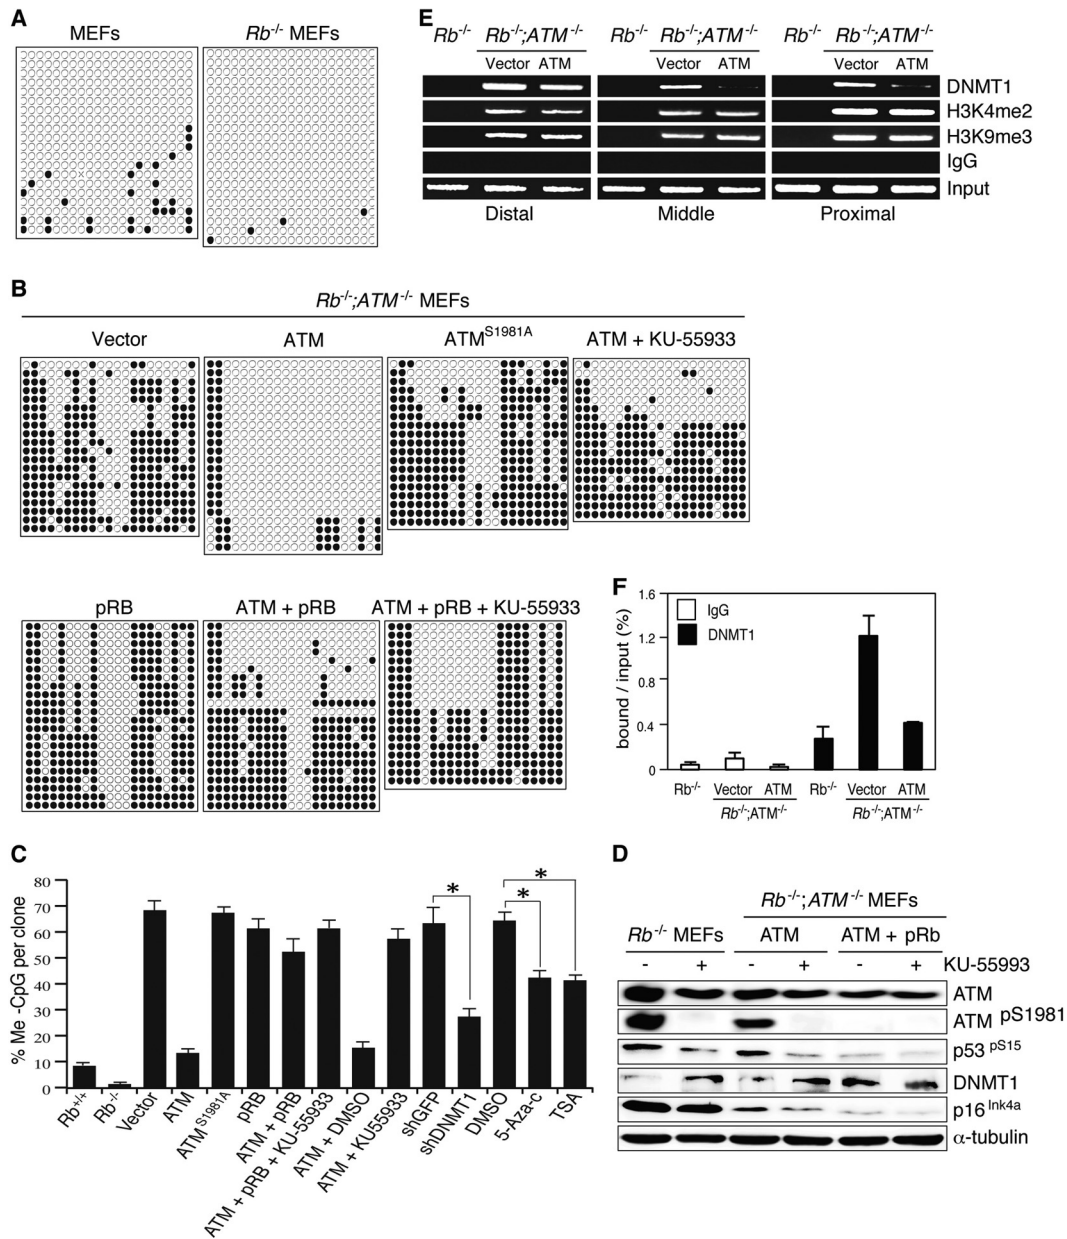 A
MEFs
Rb-/- MEFs
B
Rb-/-;ATM-/- MEFs
Vector
ATM
ATM S1981A
ATM + KU-55933
pRB
ATM + pRB
ATM + pRB + KU-55933
C
% Me -CpG per clone
80
70
60
50
40
30
20
10
0
Rb+/+
Rb-/-
Vector
ATM
ATM S1981A
pRB
ATM + pRB
ATM + pRB + KU-55933
ATM + DMSO
ATM + KU55933
shGFP
shDNMT1
DMSO
5-Aza-c
TSA
*
*
*
E
Rb-/-
Rb-/-;ATM-/-
Rb-/-
Rb-/-;ATM-/-
Rb-/-
Rb-/-;ATM-/-
Vector ATM
Vector ATM
Vector ATM
DNMT1
H3K4me2
H3K9me3
IgG
Input
Distal
Middle
Proximal
F
bound / input (%)
1.6
1.2
0.8
0.4
0
IgG
DNMT1
Rb-/-
Vector ATM
Rb-/-;ATM-/-
Rb-/-
Vector ATM
Rb-/-;ATM-/-
D
Rb-/-;ATM-/- MEFs
Rb-/- MEFs
ATM
ATM + pRb
- + - + - + KU-55993
ATM
ATM pS1981
p53 pS15
DNMT1
p16 Ink4a
α-tubulin